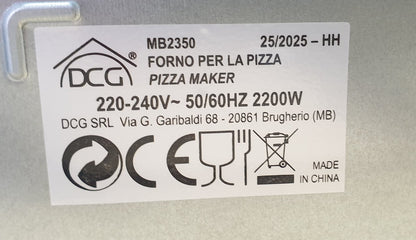 MB2350 25/2025 – HH
DCG®
FORNO PER LA PIZZA
PIZZA MAKER
220-240V~ 50/60HZ 2200W
DCG SRL Via G. Garibaldi 68 - 20861 Brugherio (MB)
CE
MADE
IN CHINA